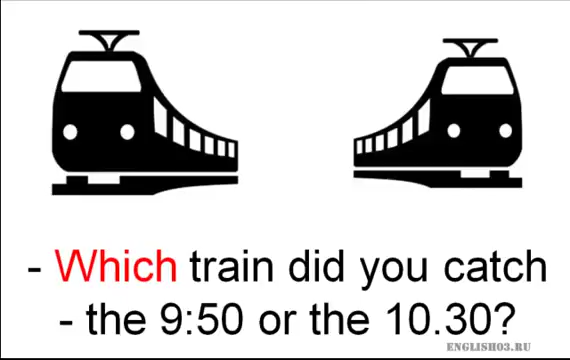 - Which train did you catch
- the 9:50 or the 10.30?
ENGLISH03.RU